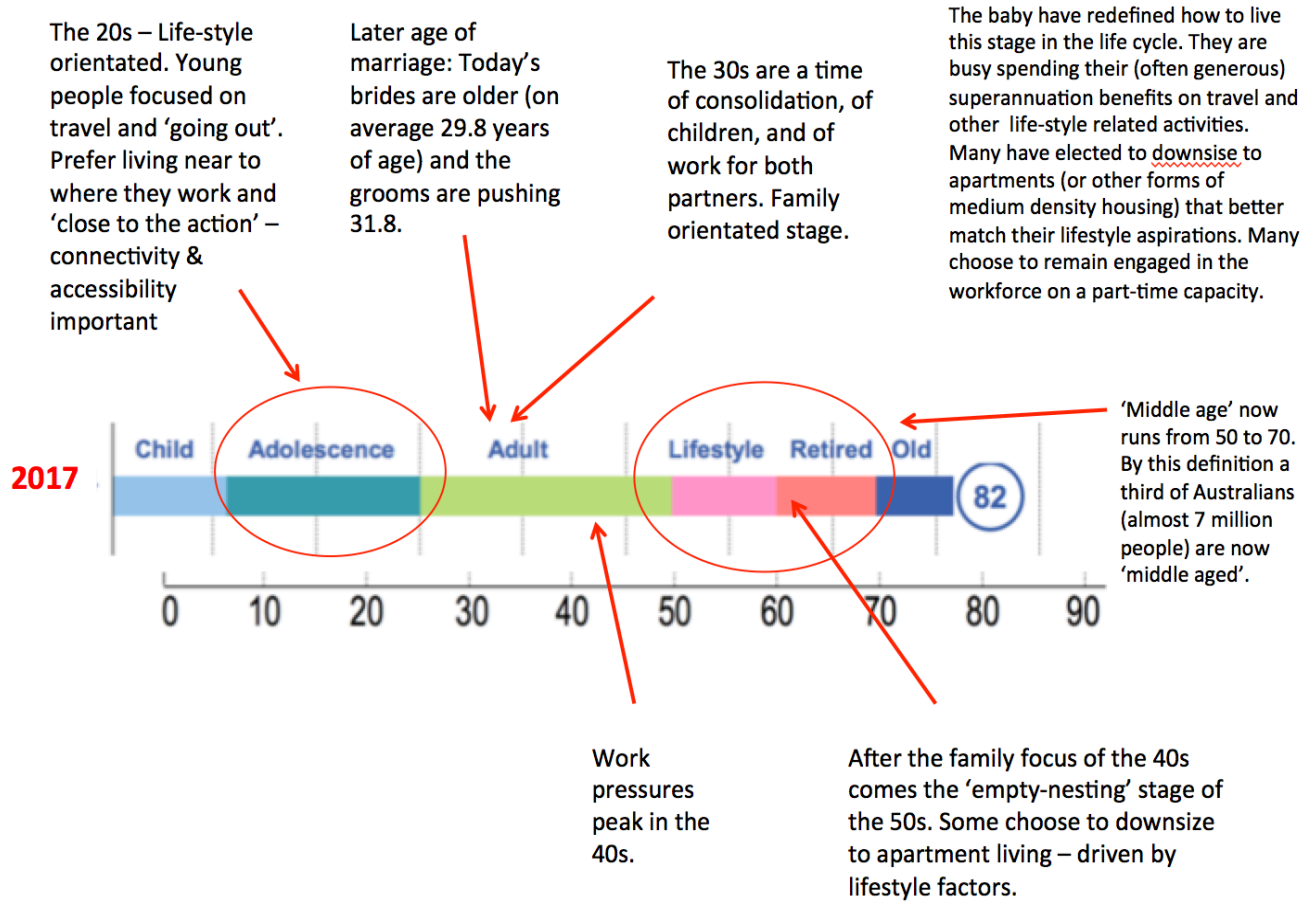 The 20s – Life-style
orientated. Young
people focused on
travel and ‘going out’.
Prefer living near to
where they work and
‘close to the action’ –
connectivity &
accessibility
important
Later age of
marriage: Today’s
brides are older (on
average 29.8 years
of age) and the
grooms are pushing
31.8.
The 30s are a time
of consolidation, of
children, and of
work for both
partners. Family
orientated stage.
The baby have redefined how to live
this stage in the life cycle. They are
busy spending their (often generous)
superannuation benefits on travel and
other life-style related activities.
Many have elected to downsise to
apartments (or other forms of
medium density housing) that better
match their lifestyle aspirations. Many
choose to remain engaged in the
workforce on a part-time capacity.
‘Middle age’ now
runs from 50 to 70.
By this definition a
third of Australians
(almost 7 million
people) are now
‘middle aged’.
2017
Child Adolescence Adult Lifestyle Retired Old
82
0 10 20 30 40 50 60 70 80 90
Work
pressures
peak in the
40s.
After the family focus of the 40s
comes the ‘empty-nesting’ stage of
the 50s. Some choose to downsize
to apartment living – driven by
lifestyle factors.